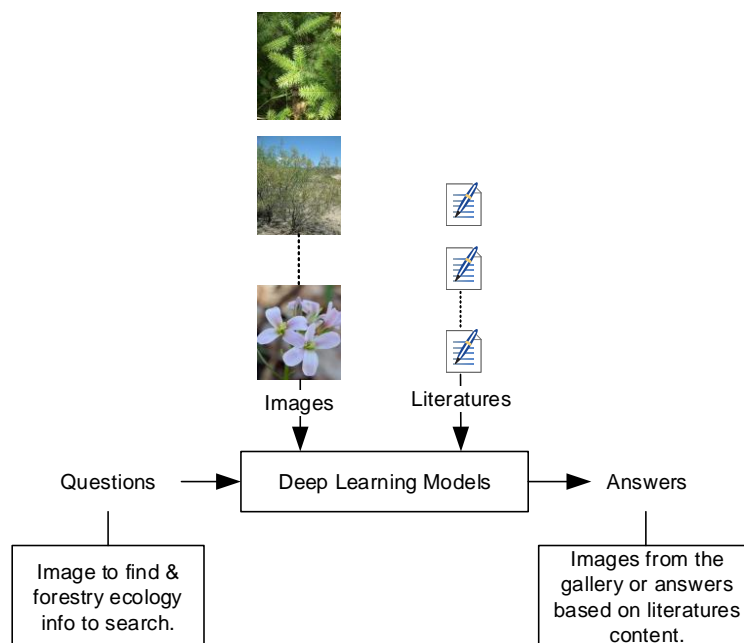 Images
Literatures
Questions
Deep Learning Models
Answers
Image to find &
forestry ecology
info to search.
Images from the
gallery or answers
based on literatures
content.